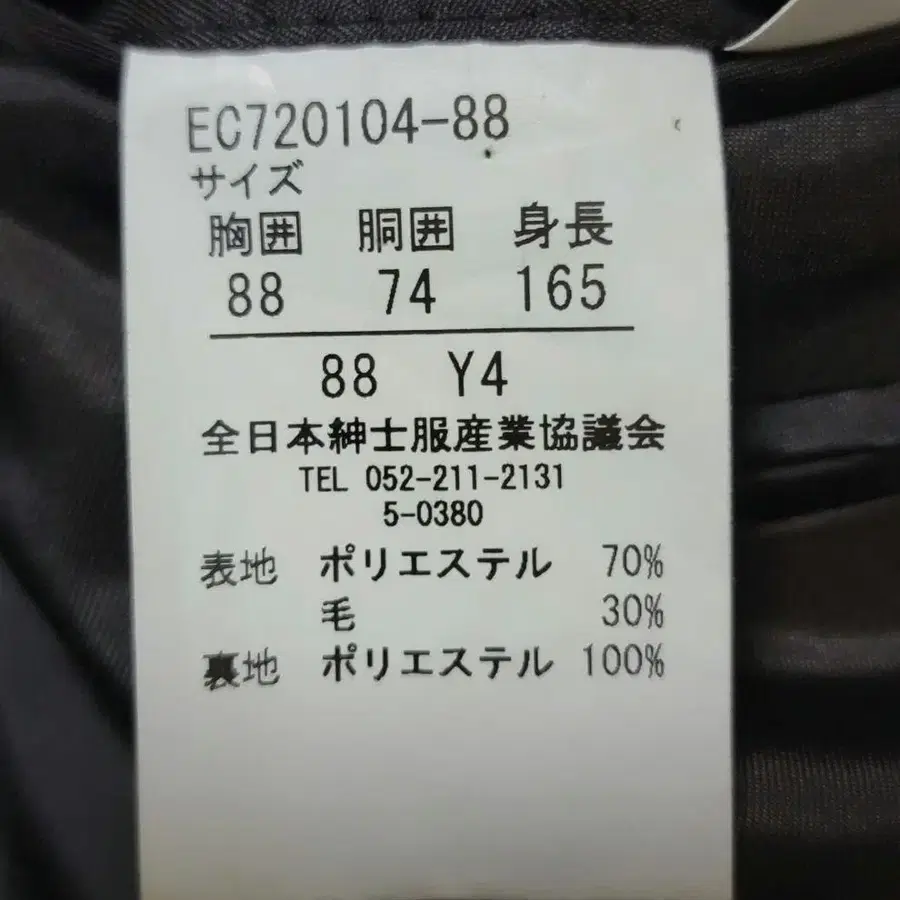 EC720104-88
サイズ
胸囲 胴囲 身長
88 74 165
88 Y4
全日本紳士服産業協議会
TEL 052-211-2131
5-0380
表地 ポリエステル 70%
毛 30%
裏地 ポリエステル 100%